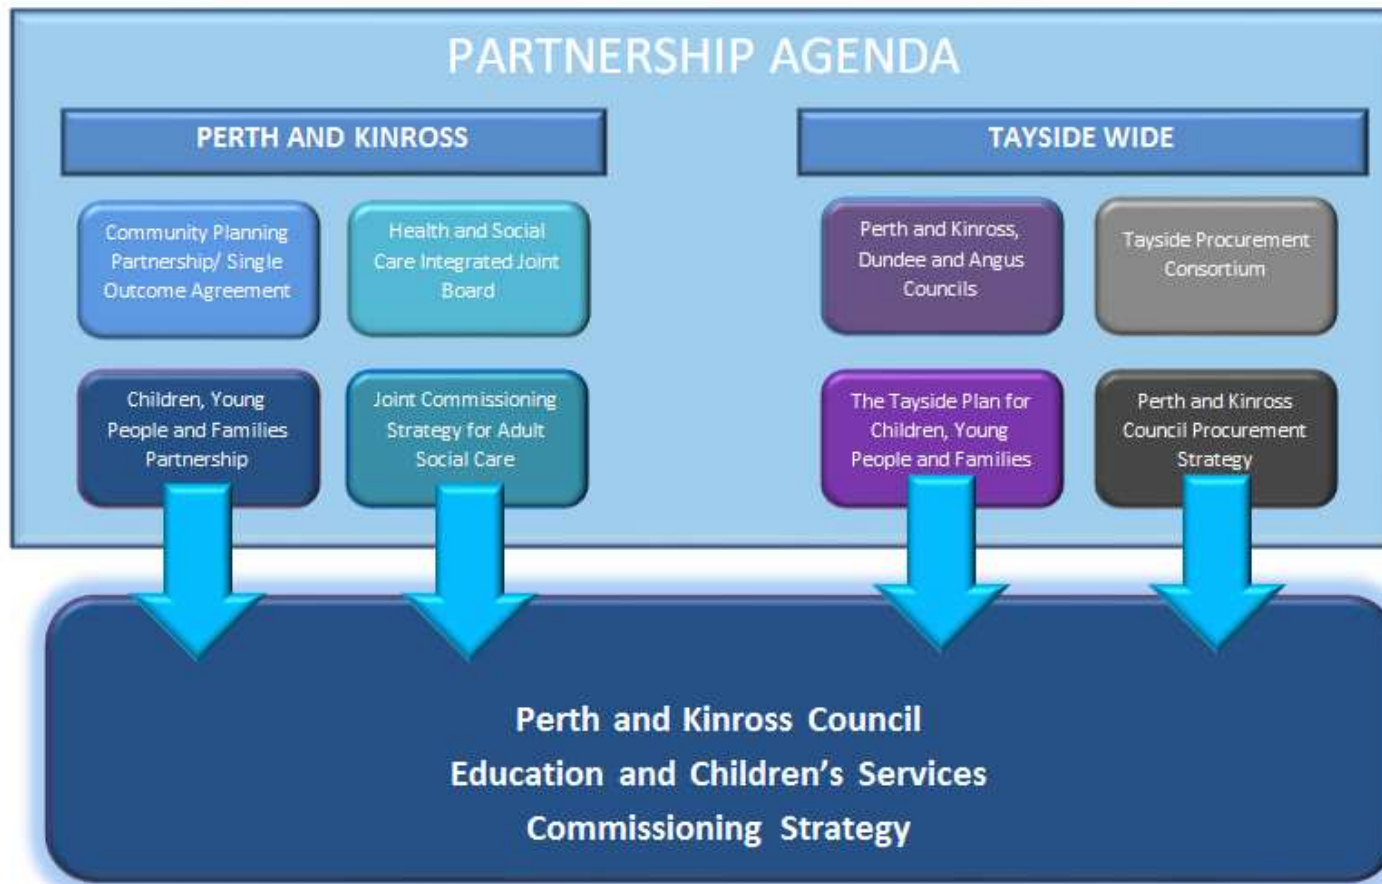 PARTNERSHIP AGENDA
PERTH AND KINROSS
Community Planning
Partnership/ Single
Outcome Agreement
Health and Social
Care Integrated Joint
Board
Children, Young
People and Families
Partnership
Joint Commissioning
Strategy for Adult
Social Care
TAYSIDE WIDE
Perth and Kinross,
Dundee and Angus
Councils
Tayside Procurement
Consortium
The Tayside Plan for
Children, Young
People and Families
Perth and Kinross
Council Procurement
Strategy
Perth and Kinross Council
Education and Children’s Services
Commissioning Strategy